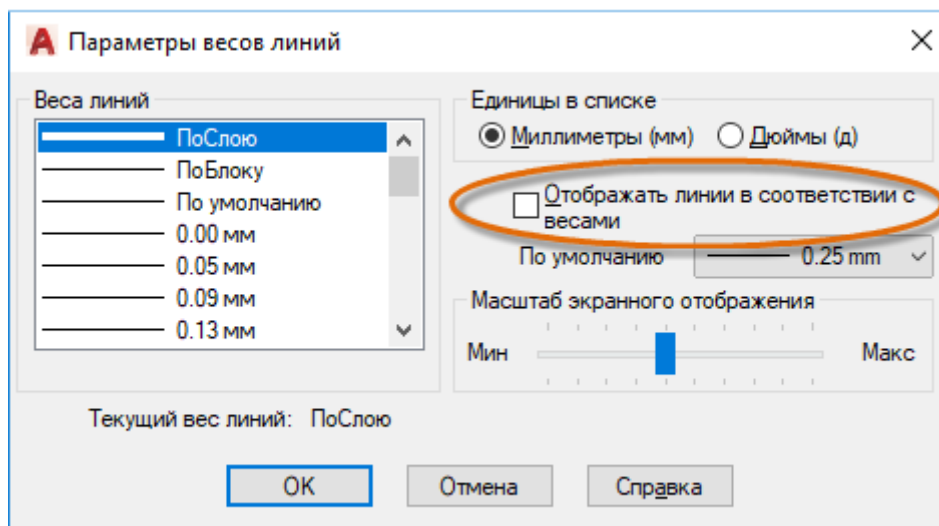 Параметры весов линий
Веса линий
ПоСлою
ПоБлоку
По умолчанию
0.00 мм
0.05 мм
0.09 мм
0.13 мм
Единицы в списке
Миллиметры (мм)
Дюймы (д)
Отображать линии в соответствии с
весами
По умолчанию
0.25 mm
Масштаб экранного отображения
Мин
Макс
Текущий вес линий: ПоСлою
ОК
Отмена
Справка